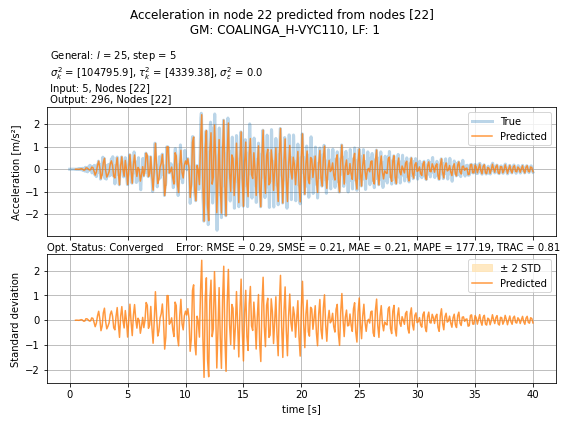 Acceleration in node 22 predicted from nodes [22]
GM: COALINGA_H-VYC110, LF: 1
General: l = 25, step = 5
σ²ₖ = [104795.9], τ²ₖ = [4339.38], σ²ε = 0.0
Input: 5, Nodes [22]
Output: 296, Nodes [22]
Acceleration [m/s²]
2
1
0
−1
−2
True
Predicted
Opt. Status: Converged    Error: RMSE = 0.29, SMSE = 0.21, MAE = 0.21, MAPE = 177.19, TRAC = 0.81
Standard deviation
2
1
0
−1
−2
± 2 STD
Predicted
0 5 10 15 20 25 30 35 40
time [s]